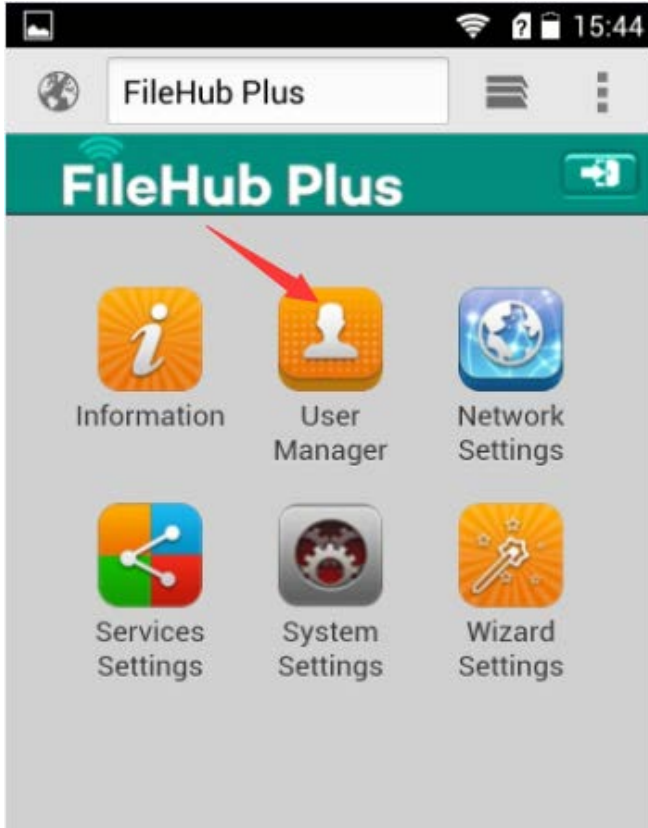 15:44
FileHub Plus
FileHub Plus
Information
User
Manager
Network
Settings
Services
Settings
System
Settings
Wizard
Settings